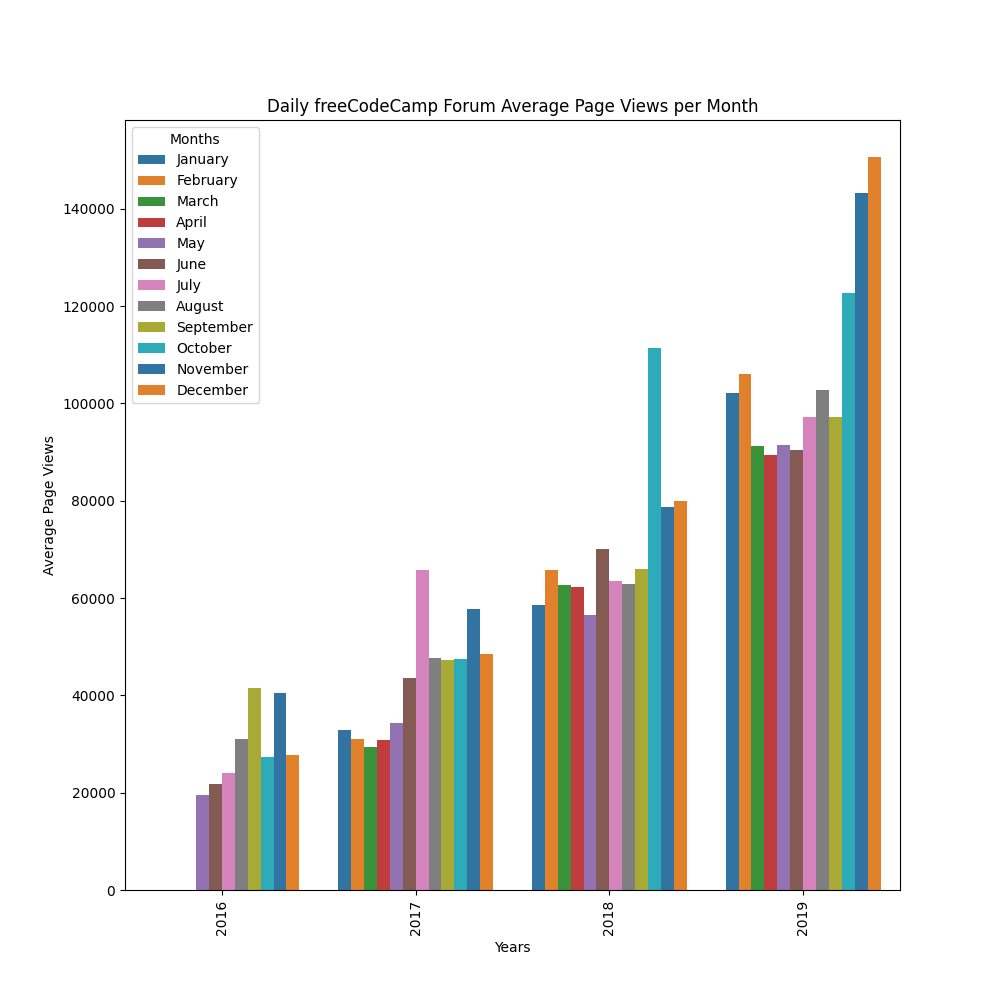 Daily freeCodeCamp Forum Average Page Views per Month
Months
January
February
March
April
May
June
July
August
September
October
November
December
140000
120000
100000
80000
60000
40000
20000
0
Average Page Views
2016
2017
2018
2019
Years